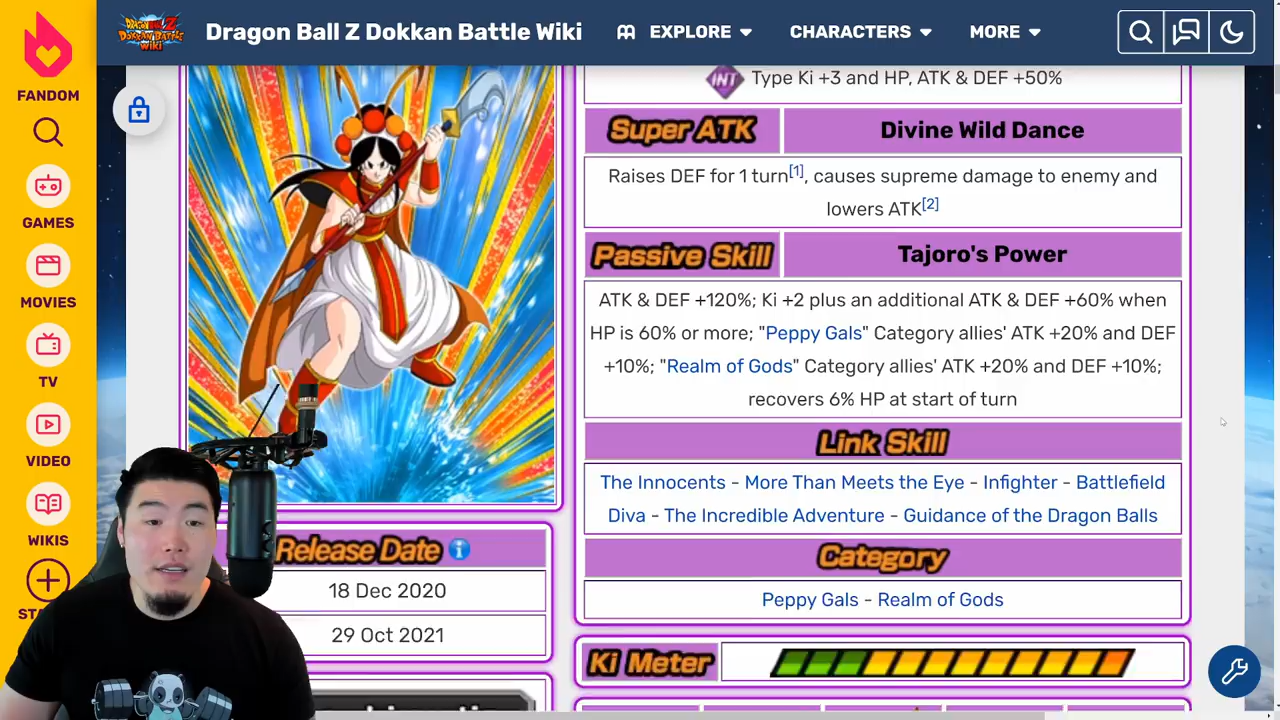 DRAGON BALL Z DOKKAN BATTLE WIKI
Dragon Ball Z Dokkan Battle Wiki
EXPLORE
CHARACTERS
MORE
FANDOM
GAMES
MOVIES
TV
VIDEO
WIKIS
INT Type Ki +3 and HP, ATK & DEF +50%
Super ATK
Divine Wild Dance
Raises DEF for 1 turn[1], causes supreme damage to enemy and
lowers ATK[2]
Passive Skill
Tajoro's Power
ATK & DEF +120%; Ki +2 plus an additional ATK & DEF +60% when
HP is 60% or more; "Peppy Gals" Category allies' ATK +20% and DEF
+10%; "Realm of Gods" Category allies' ATK +20% and DEF +10%;
recovers 6% HP at start of turn
Link Skill
The Innocents - More Than Meets the Eye - Infighter - Battlefield
Diva - The Incredible Adventure - Guidance of the Dragon Balls
Category
Peppy Gals - Realm of Gods
Ki Meter
Release Date
18 Dec 2020
29 Oct 2021